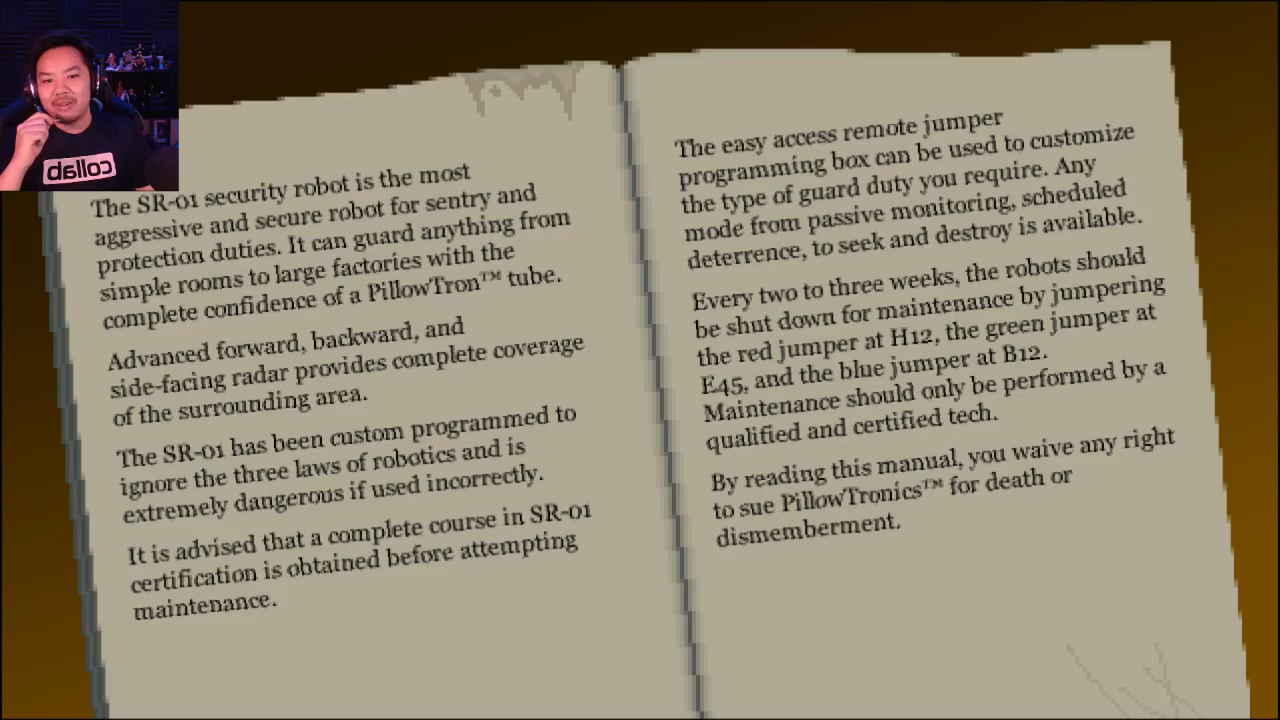 collab
The SR-01 security robot is the most
aggressive and secure robot for sentry and
protection duties. It can guard anything from
simple rooms to large factories with the
complete confidence of a PillowTron™ tube.
Advanced forward, backward, and
side-facing radar provides complete coverage
of the surrounding area.
The SR-01 has been custom programmed to
ignore the three laws of robotics and is
extremely dangerous if used incorrectly.
It is advised that a complete course in SR-01
certification is obtained before attempting
maintenance.
The easy access remote jumper
programming box can be used to customize
the type of guard duty you require. Any
mode from passive monitoring, scheduled
deterrence, to seek and destroy is available.
Every two to three weeks, the robots should
be shut down for maintenance by jumpering
the red jumper at H12, the green jumper at
E45, and the blue jumper at B12.
Maintenance should only be performed by a
qualified and certified tech.
By reading this manual, you waive any right
to sue PillowTronics™ for death or
dismemberment.